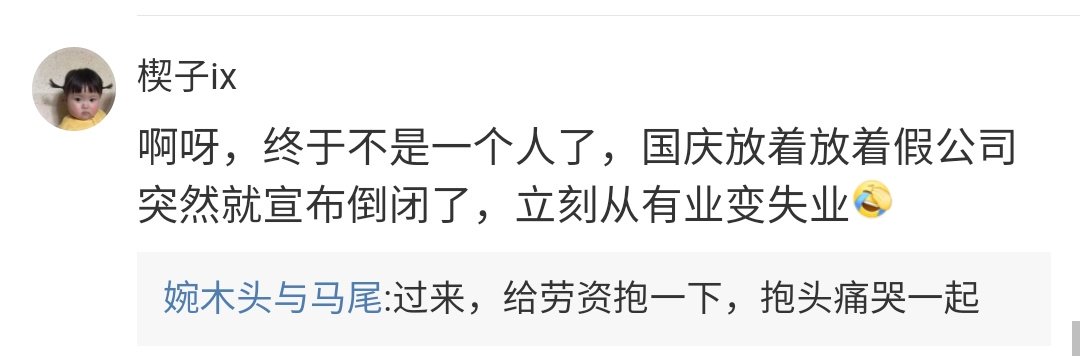 楔子ix
啊呀，终于不是一个人了，国庆放着放着假公司
突然就宣布倒闭了，立刻从有业变失业🤣
婉木头与马尾:过来，给劳资抱一下，抱头痛哭一起